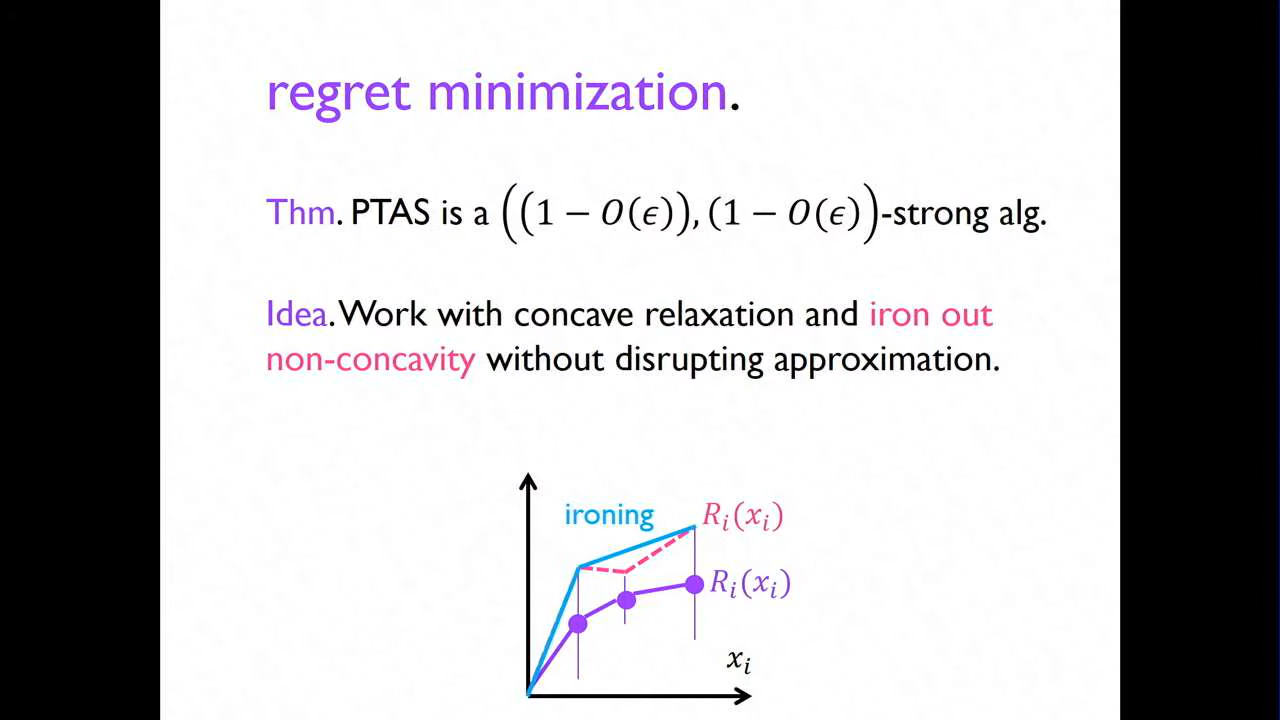 regret minimization.
Thm. PTAS is a ((1 − O(ϵ)), (1 − O(ϵ))-strong alg.
Idea. Work with concave relaxation and iron out
non-concavity without disrupting approximation.
ironing
R_i(x_i)
R_i(x_i)
x_i